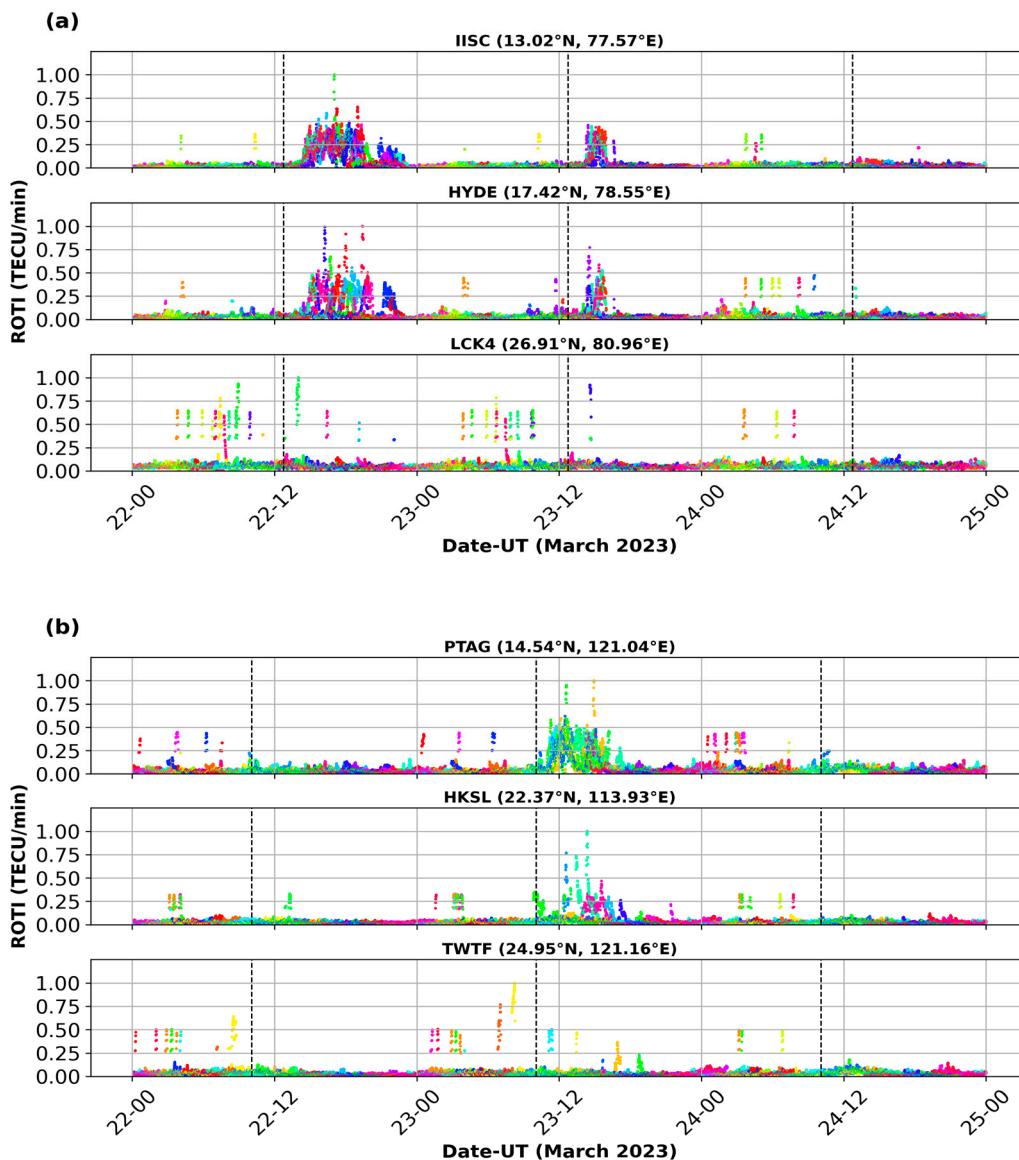 (a)
IISC (13.02°N, 77.57°E)
1.00
0.75
0.50
0.25
0.00
HYDE (17.42°N, 78.55°E)
1.00
0.75
0.50
0.25
0.00
LCK4 (26.91°N, 80.96°E)
1.00
0.75
0.50
0.25
0.00
ROTI (TECU/min)
22-00 22-12 23-00 23-12 24-00 24-12 25-00
Date-UT (March 2023)
(b)
PTAG (14.54°N, 121.04°E)
1.00
0.75
0.50
0.25
0.00
HKSL (22.37°N, 113.93°E)
1.00
0.75
0.50
0.25
0.00
TWTF (24.95°N, 121.16°E)
1.00
0.75
0.50
0.25
0.00
ROTI (TECU/min)
22-00 22-12 23-00 23-12 24-00 24-12 25-00
Date-UT (March 2023)